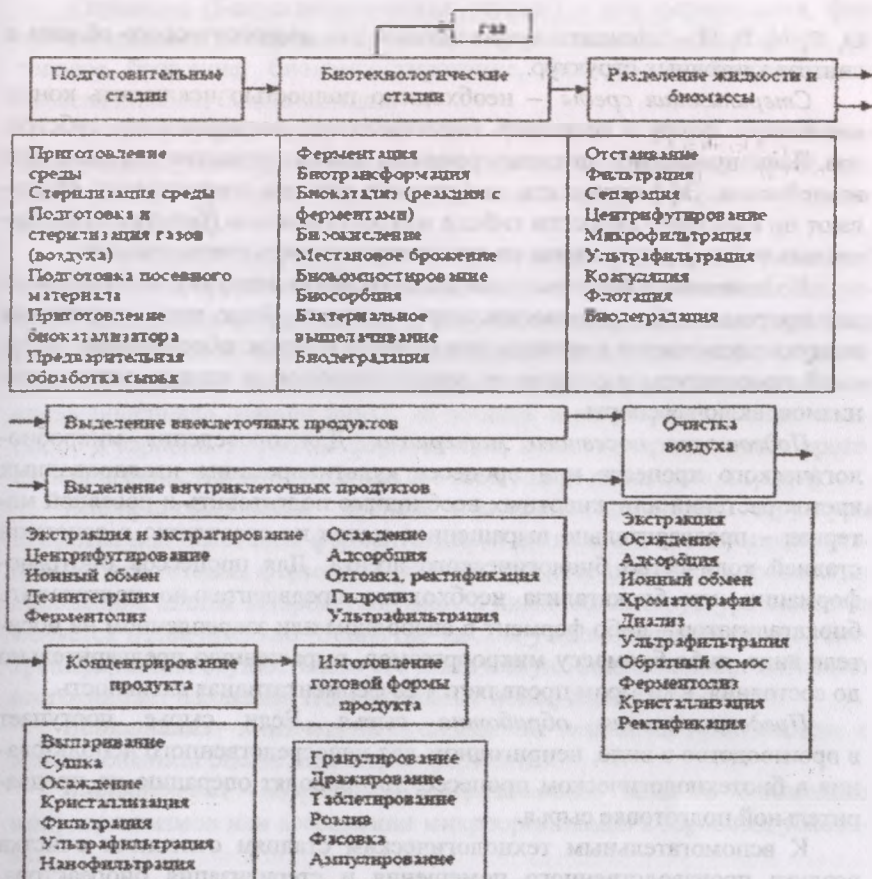 газ
Подготовительные
стадии
Биотехнологические
стадии
Разделение жидкости и
биомассы
Приготовление
среды
Стерилизация среды
Подготовка и
стерилизация газов
(воздуха)
Подготовка посевного
материала
Приготовление
биокатализатора
Предварительная
обработка сырья
Ферментация
Биотрансформация
Биокатализ (реакции с
ферментами)
Биоокисление
Метановое брожение
Биокомпостирование
Биосорбция
Бактериальное
выщелачивание
Биодеградация
Отстаивание
Фильтрация
Сепарация
Центрифугирование
Микрофильтрация
Ультрафильтрация
Коагуляция
Флотация
Биодеградация
Выделение внеклеточных продуктов
Выделение внутриклеточных продуктов
Очистка
воздуха
Экстракция и экстрагирование
Центрифугирование
Ионный обмен
Дезинтеграция
Ферментолиз
Осаждение
Адсорбция
Отгонка, ректификация
Гидролиз
Ультрафильтрация
Экстракция
Осаждение
Адсорбция
Ионный обмен
Хроматография
Диализ
Ультрафильтрация
Обратный осмос
Ферментолиз
Кристаллизация
Ректификация
Концентрирование
продукта
Изготовление
готовой формы
продукта
Выпаривание
Сушка
Осаждение
Кристаллизация
Фильтрация
Ультрафильтрация
Нанофильтрация
Гранулирование
Дражирование
Таблетирование
Розлив
Фасовка
Ампулирование